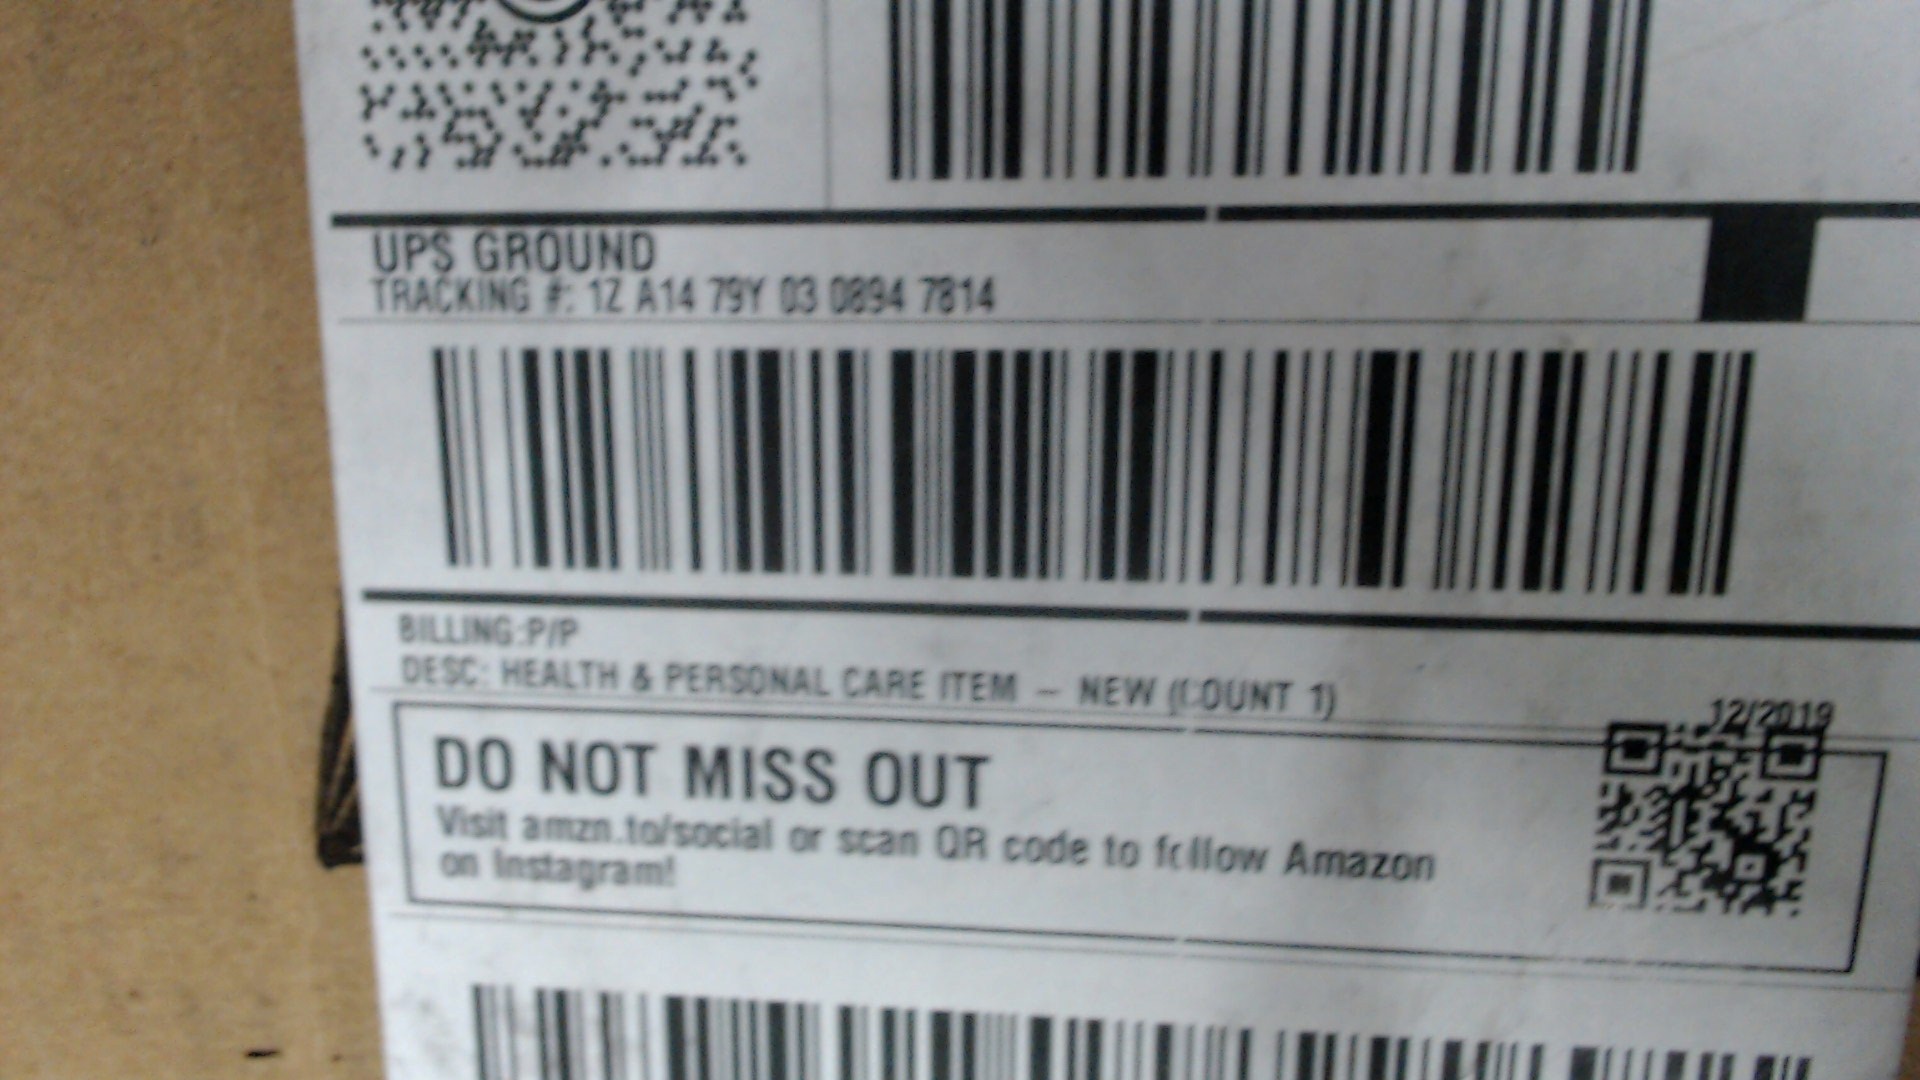 UPS GROUND
TRACKING #: 1Z A14 79Y 03 0894 7814
BILLING:P/P
DESC: HEALTH & PERSONAL CARE ITEM - NEW (COUNT 1)
12/2019
DO NOT MISS OUT
Visit amzn.to/social or scan QR code to follow Amazon
on Instagram!